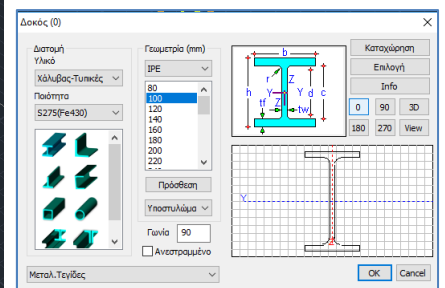 Δοκός (0)
Διατομή
Υλικό
Χάλυβας-Τυπικές
Ποιότητα
S275(Fe430)
Γεωμετρία (mm)
IPE
80
100
120
140
160
180
200
220
Πρόσθεση
Υποστυλώμα
Γωνία 90
Ανεστραμμένο
b
r
Z
h
Y
Y
d
c
tf
Z
tw
Καταχώρηση
Επιλογή
Info
0 90 3D
180 270 View
Y
Μεταλ.Τεγίδες
OK Cancel